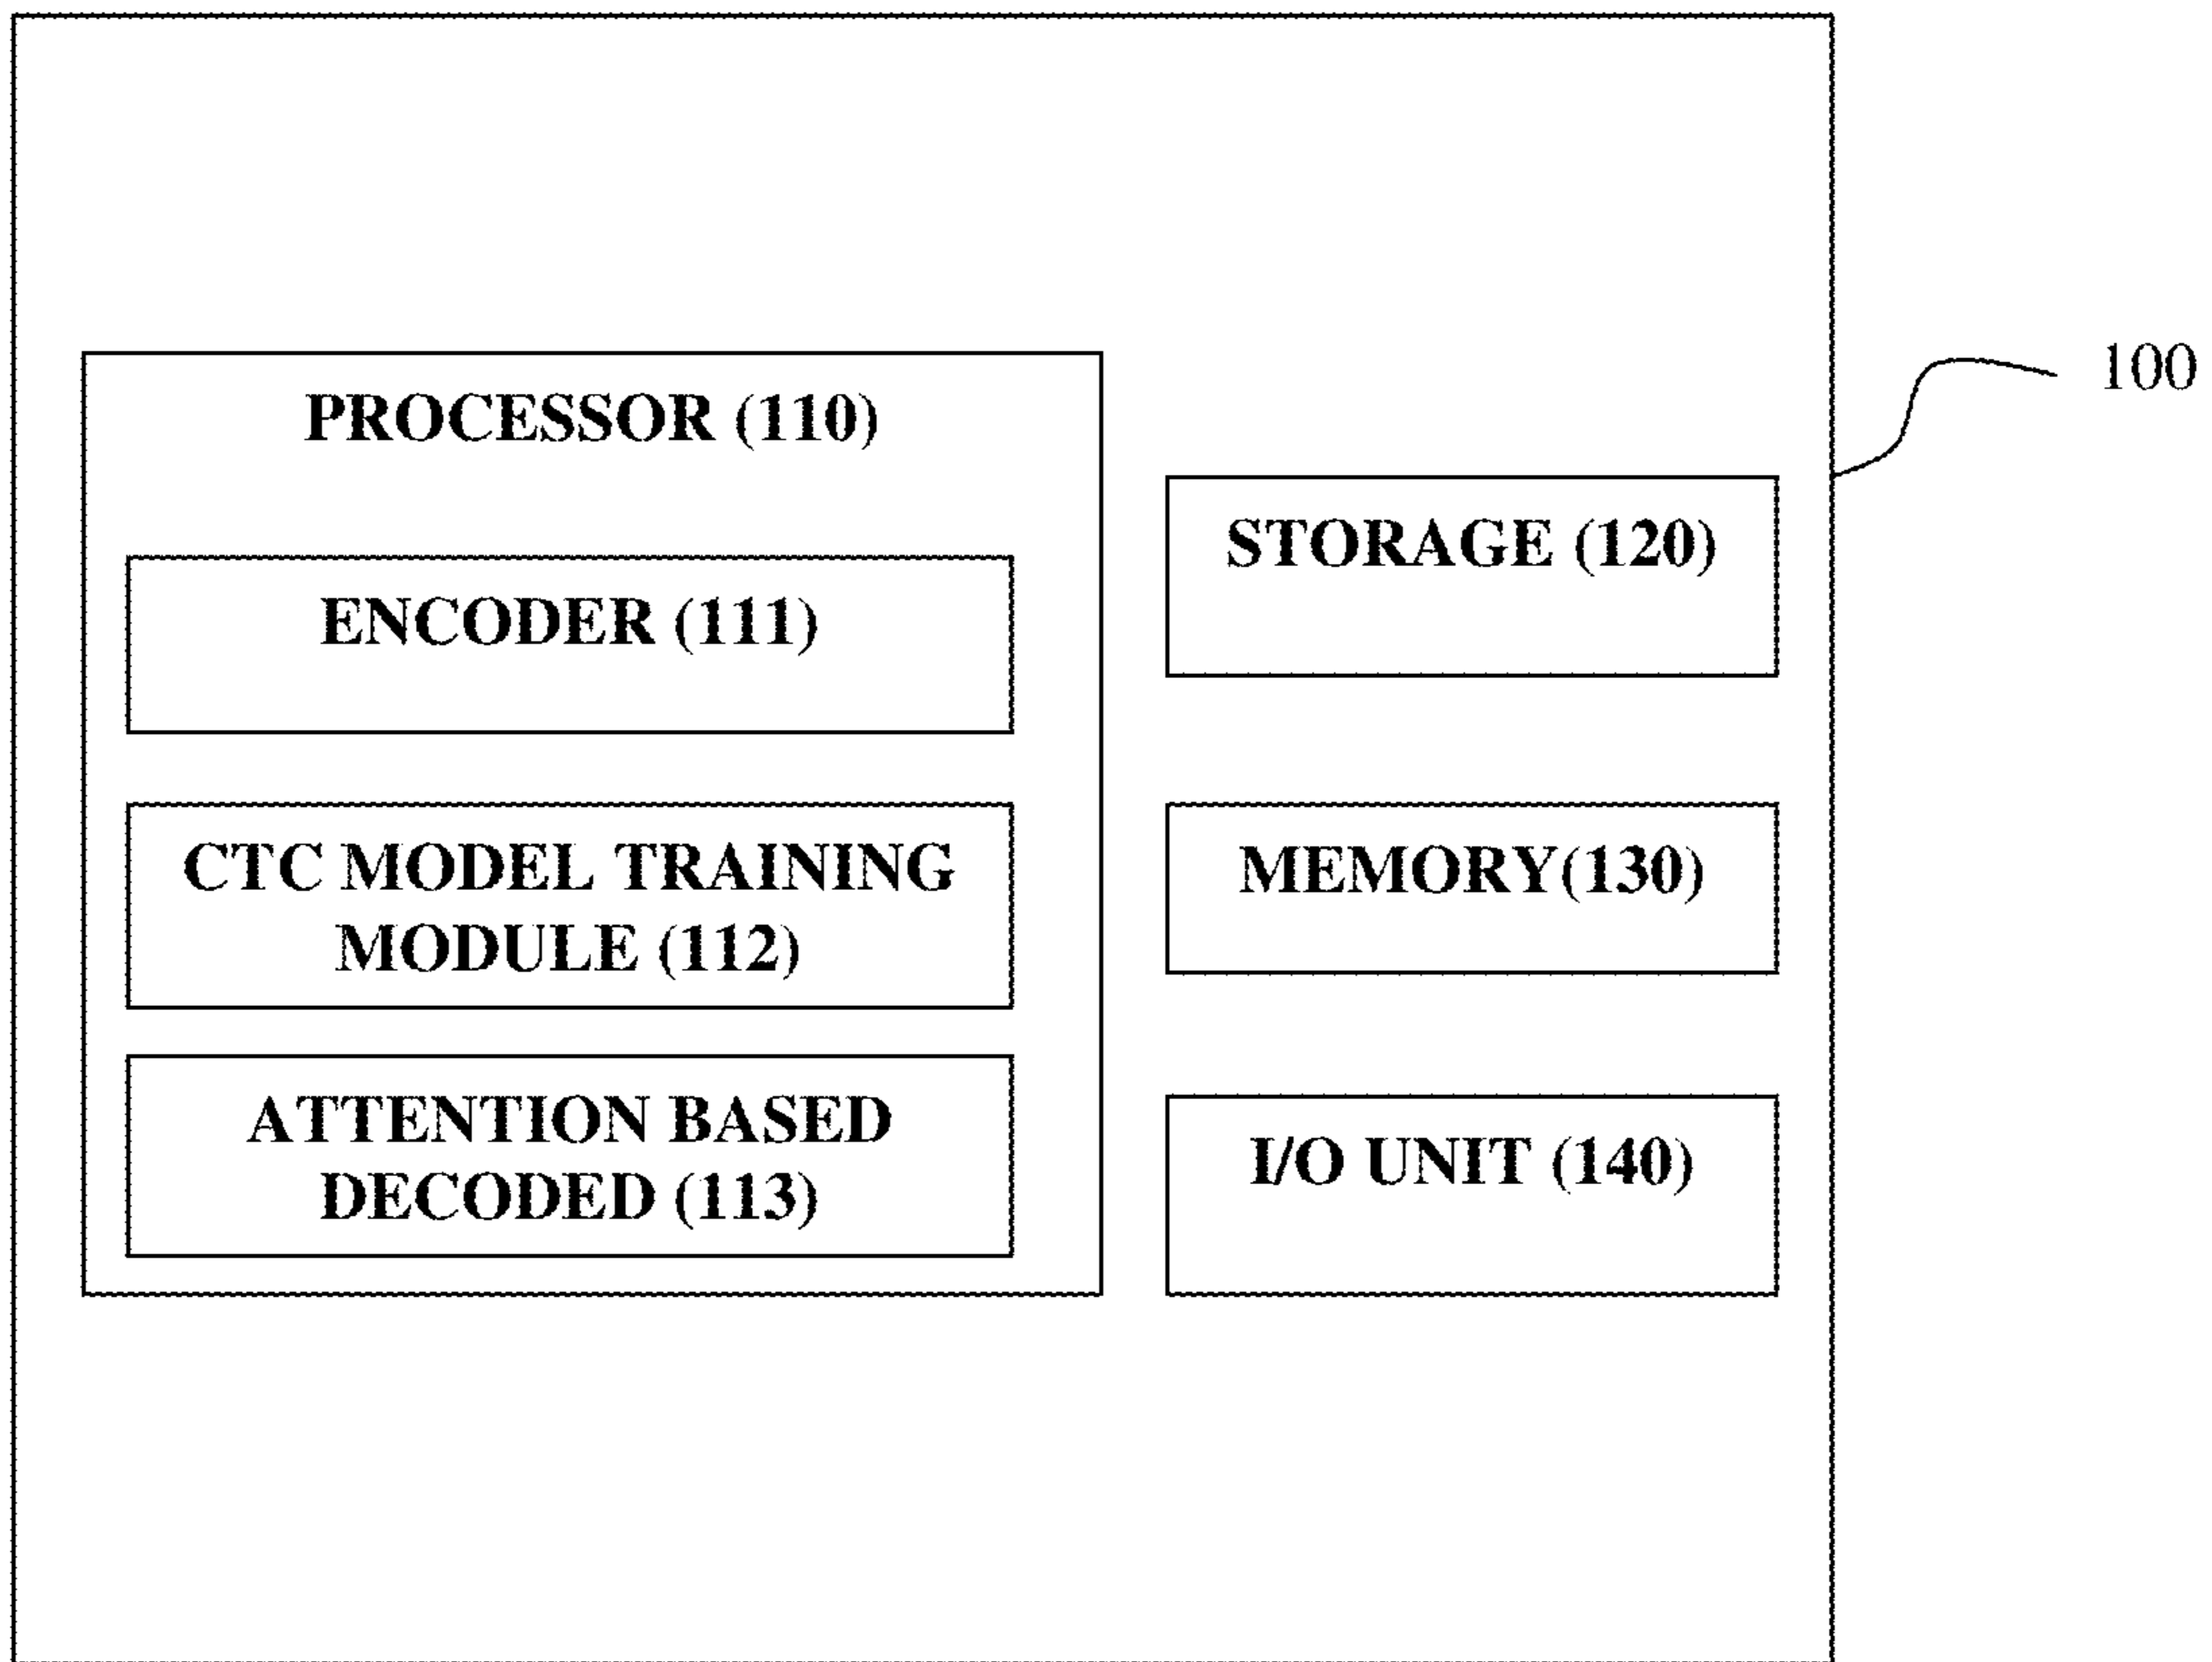 100
PROCESSOR (110)
ENCODER (111)
CTC MODEL TRAINING
MODULE (112)
ATTENTION BASED
DECODED (113)
STORAGE (120)
MEMORY(130)
I/O UNIT (140)